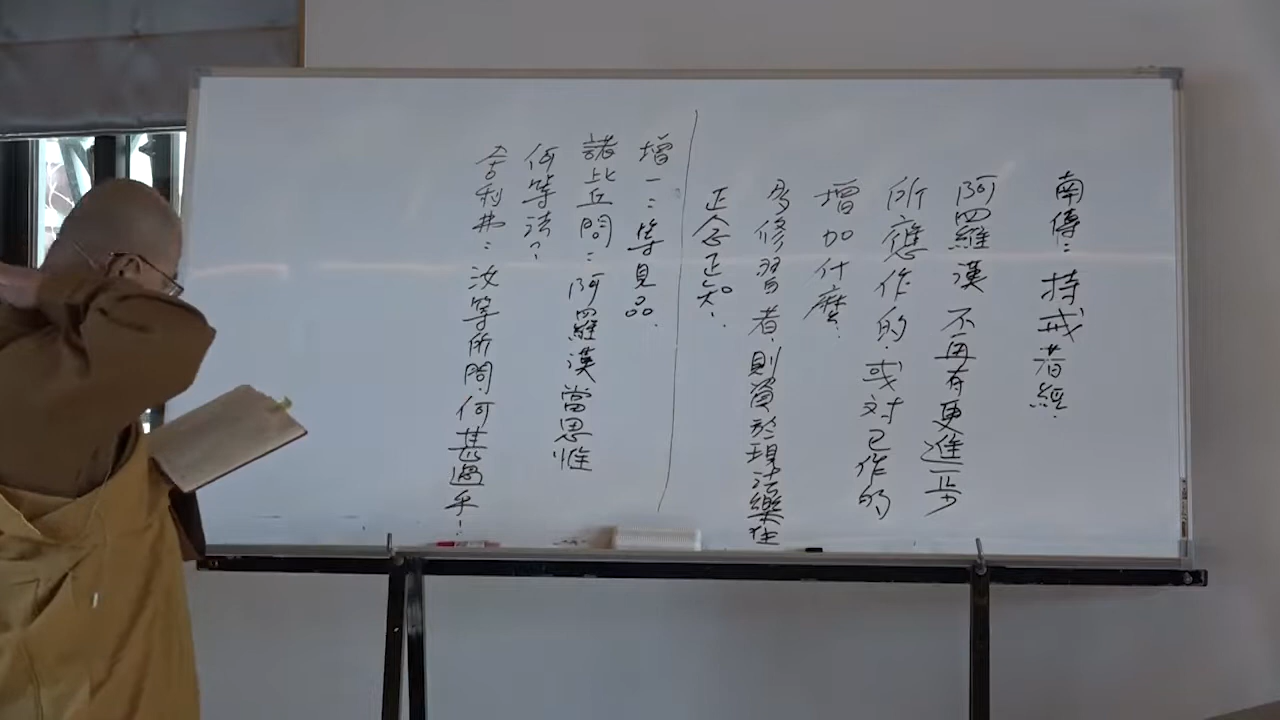 南傳：持戒者經．
阿羅漢不再有更進一步
所應作的．或対已作的
增加什麼．
多修習者，則資於現法樂住
正念正知．
增一：等見品．
諸比丘問：阿羅漢當思惟
何等法？
舍利弗：汝等所問，何甚過乎！